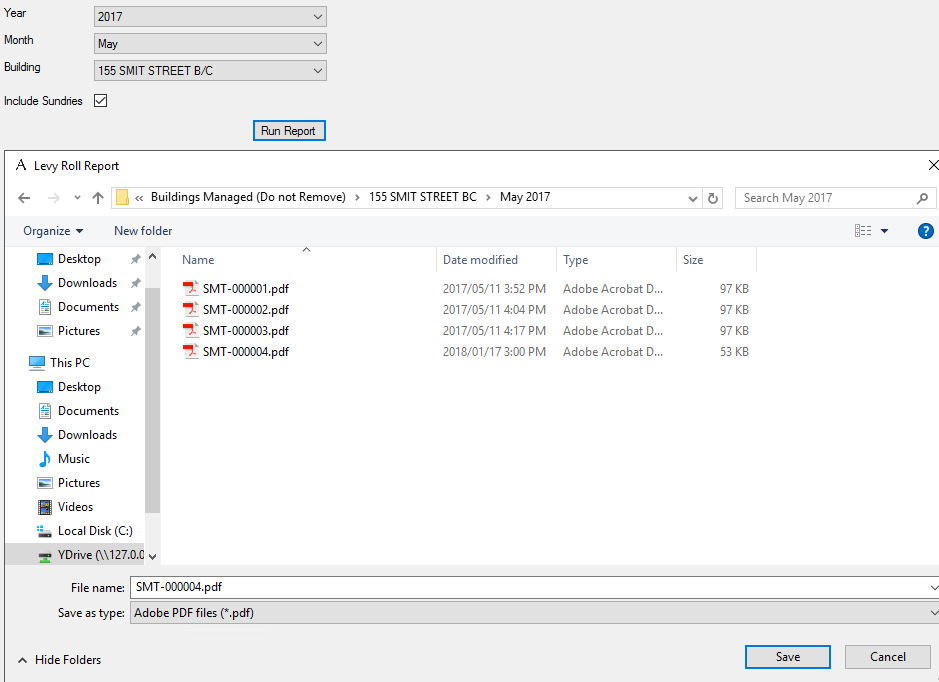 Year 2017
Month May
Building 155 SMIT STREET B/C
Include Sundries
Run Report
Levy Roll Report
« Buildings Managed (Do not Remove) > 155 SMIT STREET BC > May 2017 Search May 2017
Organize New folder
Name Date modified Type Size
Desktop
Downloads
Documents
Pictures
This PC
Desktop
Documents
Downloads
Music
Pictures
Videos
Local Disk (C:)
YDrive (\\127.0.0
SMT-000001.pdf 2017/05/11 3:52 PM Adobe Acrobat D... 97 KB
SMT-000002.pdf 2017/05/11 4:04 PM Adobe Acrobat D... 97 KB
SMT-000003.pdf 2017/05/11 4:17 PM Adobe Acrobat D... 97 KB
SMT-000004.pdf 2018/01/17 3:00 PM Adobe Acrobat D... 53 KB
File name: SMT-000004.pdf
Save as type: Adobe PDF files (*.pdf)
Hide Folders Save Cancel